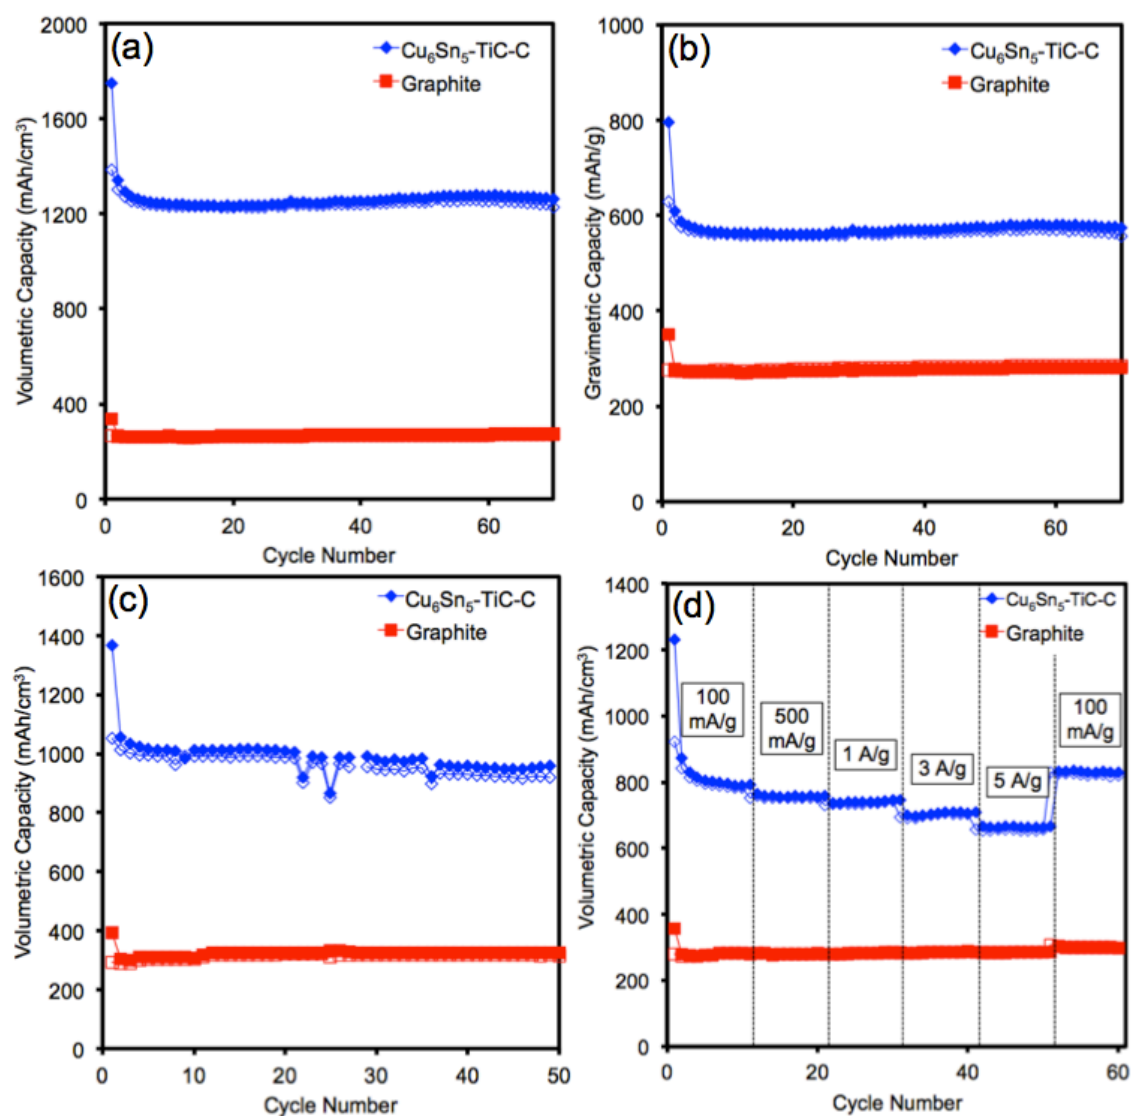 (a)
Cu₆Sn₅-TiC-C
Graphite
Volumetric Capacity (mAh/cm³)
2000
1600
1200
800
400
0
0 20 40 60
Cycle Number
(b)
Cu₆Sn₅-TiC-C
Graphite
Gravimetric Capacity (mAh/g)
1000
800
600
400
200
0
0 20 40 60
Cycle Number
(c)
Cu₆Sn₅-TiC-C
Graphite
Volumetric Capacity (mAh/cm³)
1600
1400
1200
1000
800
600
400
200
0
0 10 20 30 40 50
Cycle Number
(d)
Cu₆Sn₅-TiC-C
Graphite
Volumetric Capacity (mAh/cm³)
1400
1200
1000
800
600
400
200
0
100
mA/g
500
mA/g
1 A/g
3 A/g
5 A/g
100
mA/g
0 20 40 60
Cycle Number